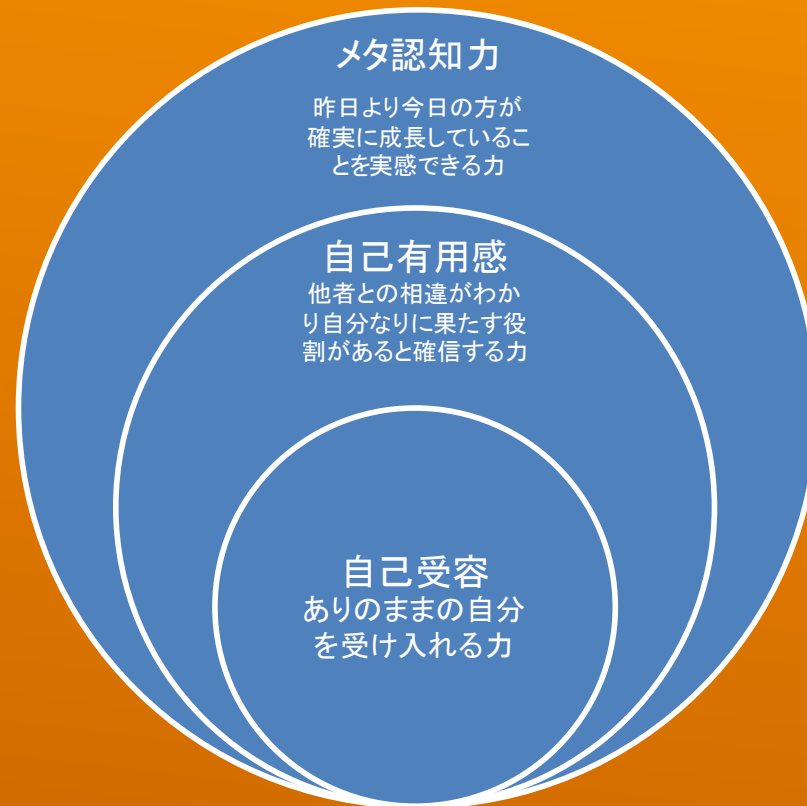 メタ認知力
昨日より今日の方が
確実に成長しているこ
とを実感できる力
自己有用感
他者との相違がわか
り自分なりに果たす役
割があると確信する力
自己受容
ありのままの自分
を受け入れる力